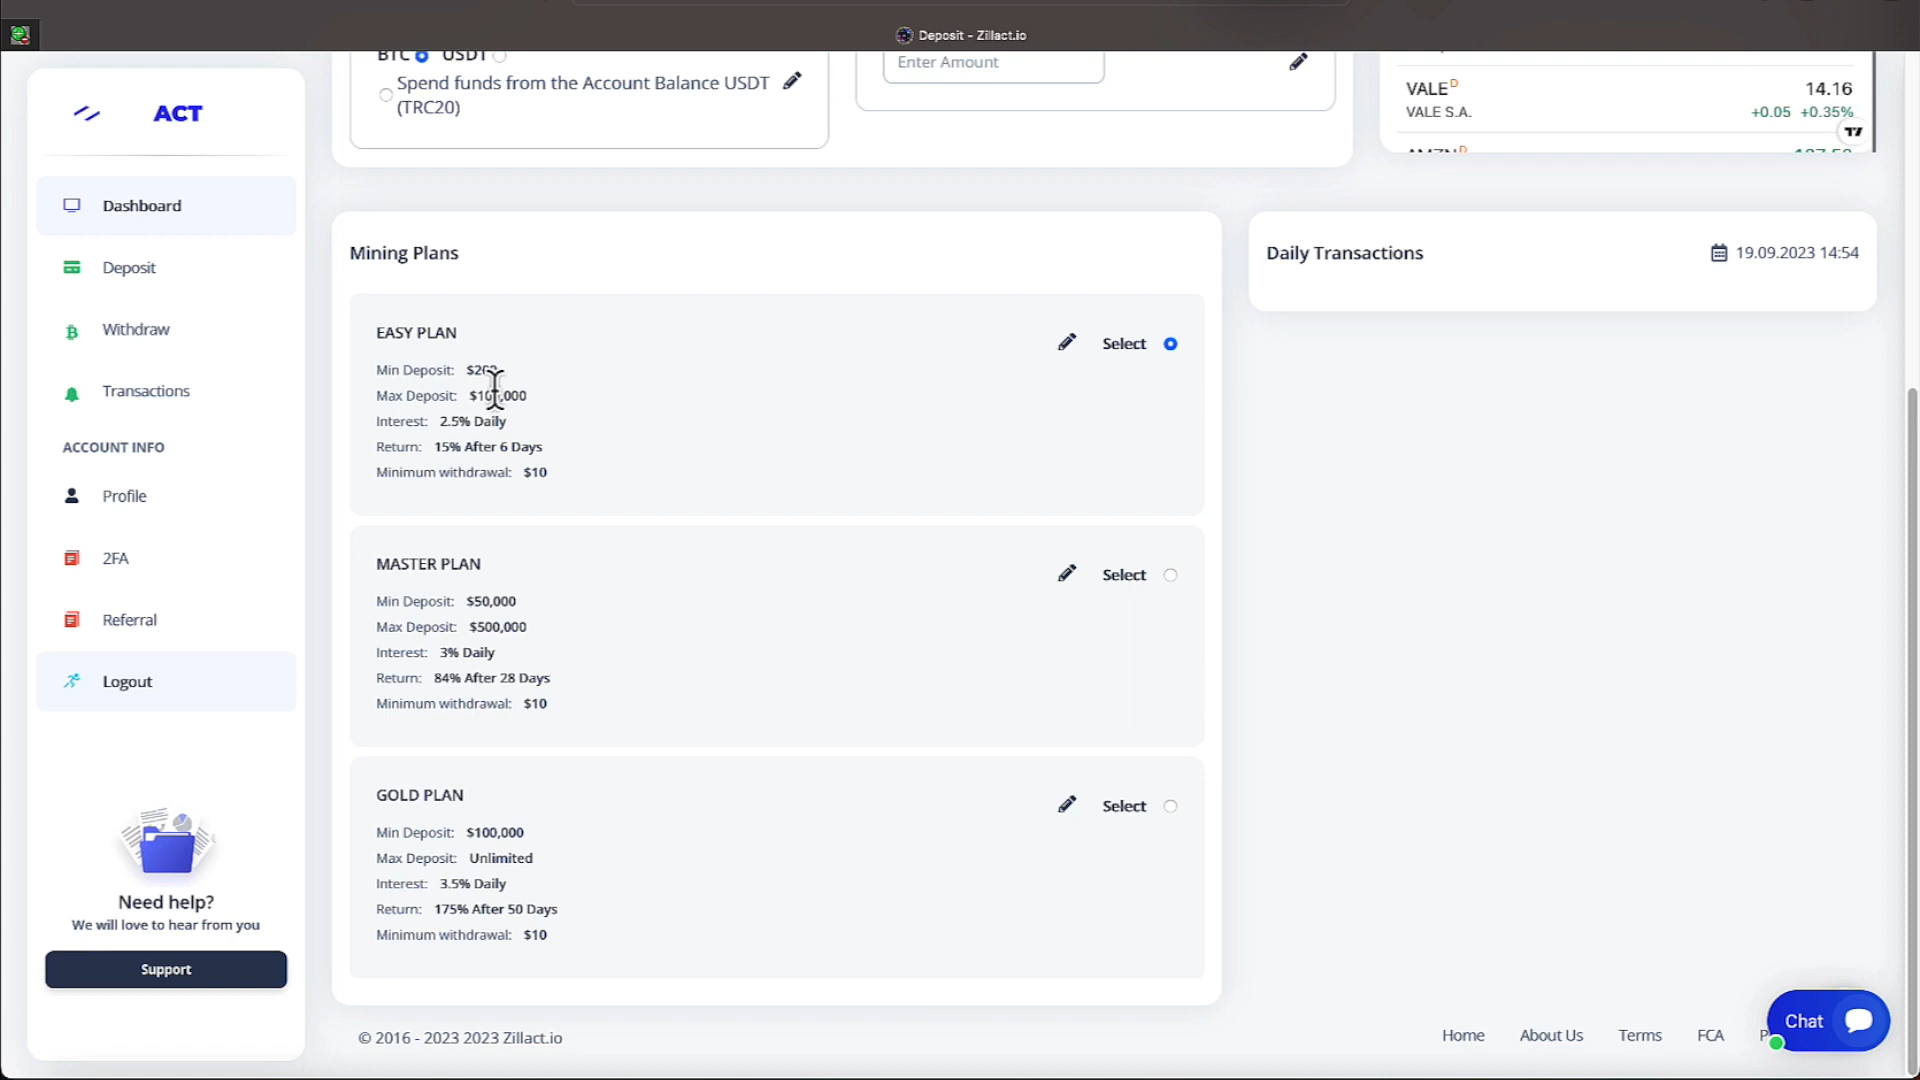 Deposit - Zillact.io
BTC USDT
Enter Amount
Spend funds from the Account Balance USDT
(TRC20)
VALE D 14.16
VALE S.A. +0.05 +0.35%
ACT
Dashboard
Deposit
Withdraw
Transactions
ACCOUNT INFO
Profile
2FA
Referral
Logout
Need help?
We will love to hear from you
Support
Mining Plans
EASY PLAN
Select
Min Deposit:
Max Deposit:
Interest: 2.5% Daily
Return: 15% After 6 Days
Minimum withdrawal: $10
MASTER PLAN
Select
Min Deposit: $50,000
Max Deposit: $500,000
Interest: 3% Daily
Return: 84% After 28 Days
Minimum withdrawal: $10
GOLD PLAN
Select
Min Deposit: $100,000
Max Deposit: Unlimited
Interest: 3.5% Daily
Return: 175% After 50 Days
Minimum withdrawal: $10
Daily Transactions
19.09.2023 14:54
© 2016 - 2023 2023 Zillact.io
Home
About Us
Terms
FCA
Chat